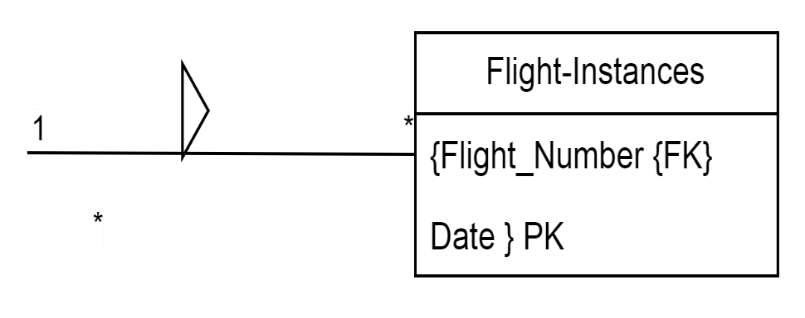 Flight-Instances
1
*
{Flight_Number {FK}
*
Date } PK